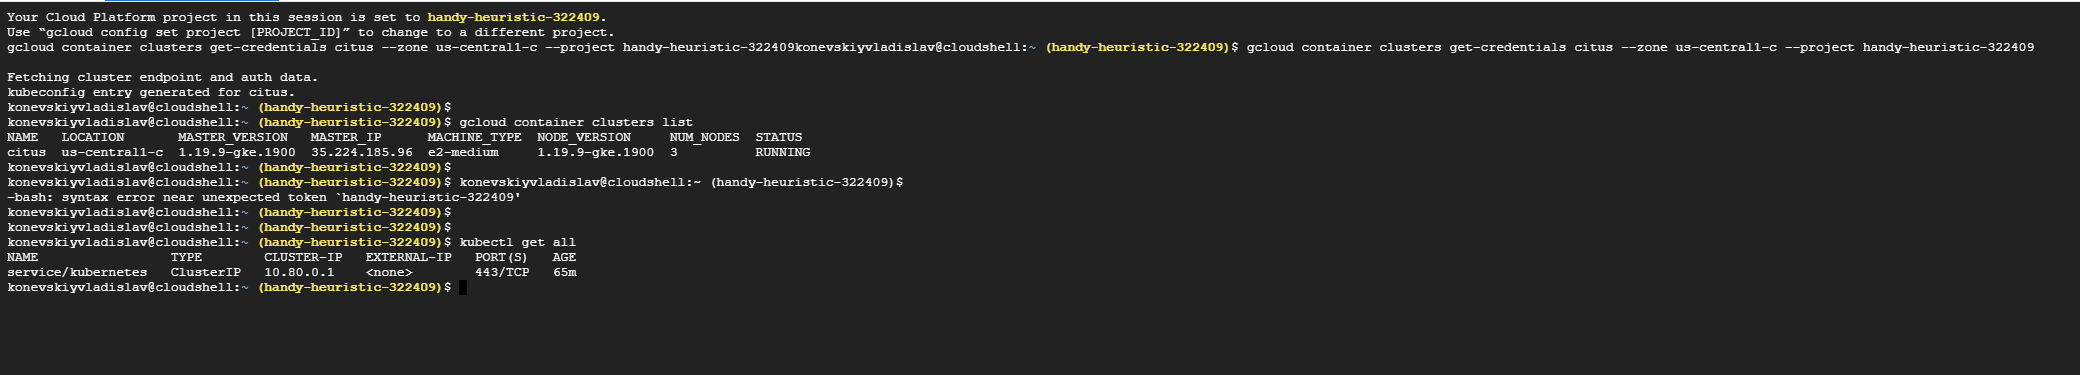 Your Cloud Platform project in this session is set to handy-heuristic-322409.
Use “gcloud config set project [PROJECT_ID]” to change to a different project.
gcloud container clusters get-credentials citus --zone us-central1-c --project handy-heuristic-322409konevskiyvladislav@cloudshell:~ (handy-heuristic-322409)$ gcloud container clusters get-credentials citus --zone us-central1-c --project handy-heuristic-322409
Fetching cluster endpoint and auth data.
kubeconfig entry generated for citus.
konevskiyvladislav@cloudshell:~ (handy-heuristic-322409)$
konevskiyvladislav@cloudshell:~ (handy-heuristic-322409)$ gcloud container clusters list
NAME   LOCATION       MASTER_VERSION   MASTER_IP      MACHINE_TYPE  NODE_VERSION     NUM_NODES  STATUS
citus  us-central1-c  1.19.9-gke.1900  35.224.185.96  e2-medium     1.19.9-gke.1900  3          RUNNING
konevskiyvladislav@cloudshell:~ (handy-heuristic-322409)$
konevskiyvladislav@cloudshell:~ (handy-heuristic-322409)$ konevskiyvladislav@cloudshell:~ (handy-heuristic-322409)$
-bash: syntax error near unexpected token `handy-heuristic-322409'
konevskiyvladislav@cloudshell:~ (handy-heuristic-322409)$
konevskiyvladislav@cloudshell:~ (handy-heuristic-322409)$
konevskiyvladislav@cloudshell:~ (handy-heuristic-322409)$ kubectl get all
NAME                 TYPE        CLUSTER-IP   EXTERNAL-IP   PORT(S)   AGE
service/kubernetes   ClusterIP   10.80.0.1    <none>        443/TCP   65m
konevskiyvladislav@cloudshell:~ (handy-heuristic-322409)$